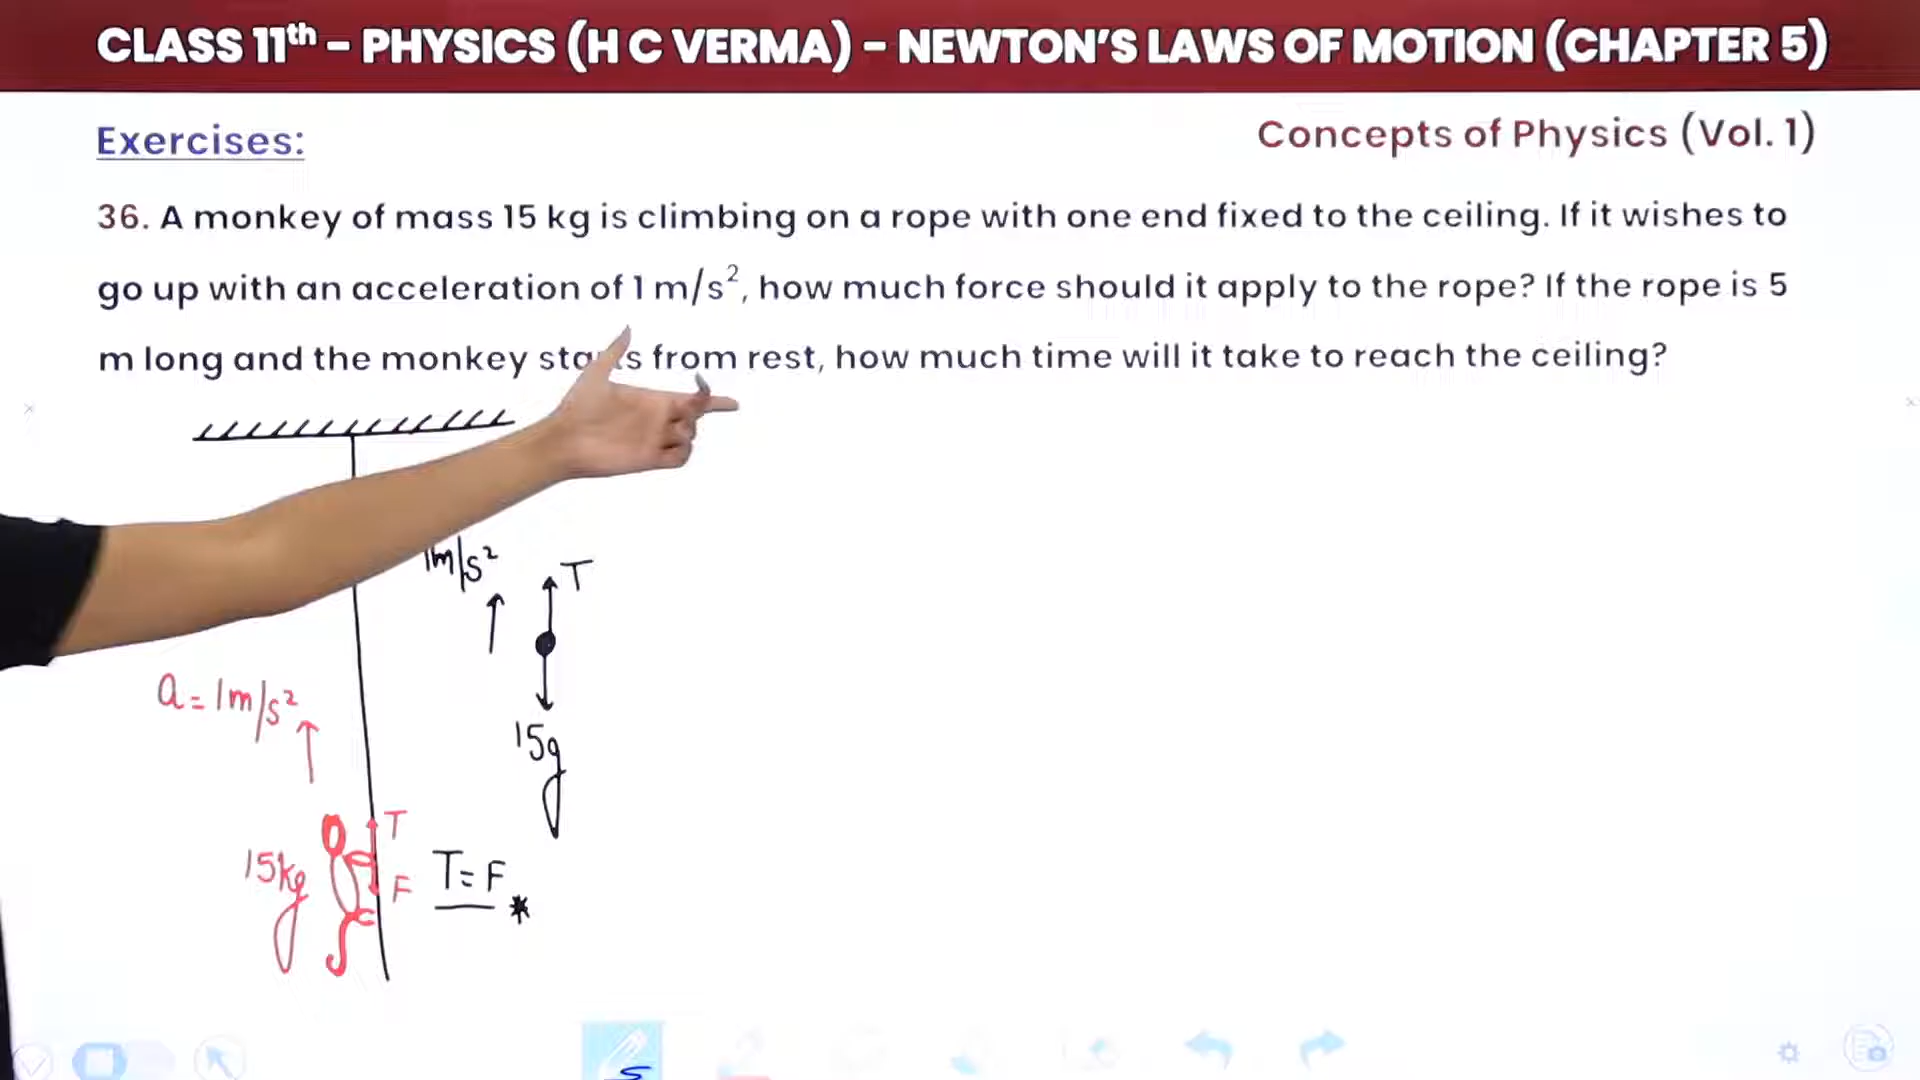 CLASS 11th – PHYSICS (H C VERMA) – NEWTON'S LAWS OF MOTION (CHAPTER 5)
Exercises:
Concepts of Physics (Vol. 1)
36. A monkey of mass 15 kg is climbing on a rope with one end fixed to the ceiling. If it wishes to
go up with an acceleration of 1 m/s², how much force should it apply to the rope? If the rope is 5
m long and the monkey sta s from rest, how much time will it take to reach the ceiling?
1m/s²
T
a = 1m/s²
15g
T
15kg
F
T = F
*